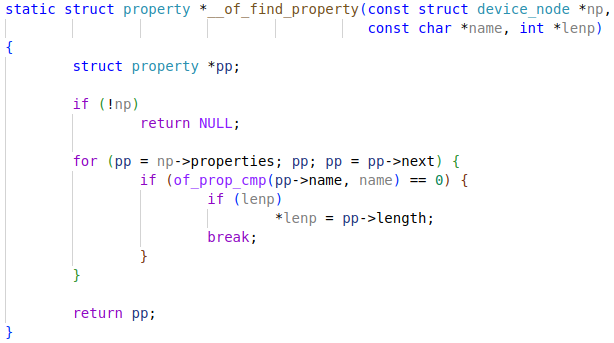 static struct property *__of_find_property(const struct device_node *np,
                                           const char *name, int *lenp)
{
        struct property *pp;

        if (!np)
                return NULL;

        for (pp = np->properties; pp; pp = pp->next) {
                if (of_prop_cmp(pp->name, name) == 0) {
                        if (lenp)
                                *lenp = pp->length;
                        break;
                }
        }

        return pp;
}